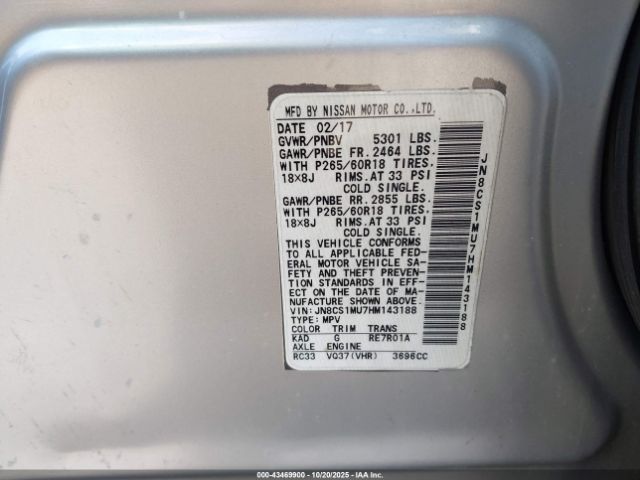 MFD BY NISSAN MOTOR CO.,LTD.
DATE 02/17
GVWR/PNBV 5301 LBS.
GAWR/PNBE FR. 2464 LBS.
WITH P265/60R18 TIRES.
18×8J RIMS. AT 33 PSI
COLD SINGLE.
GAWR/PNBE RR. 2855 LBS.
WITH P265/60R18 TIRES.
18×8J RIMS. AT 33 PSI
COLD SINGLE.
THIS VEHICLE CONFORMS
TO ALL APPLICABLE FED-
ERAL MOTOR VEHICLE SA-
FETY AND THEFT PREVEN-
TION STANDARDS IN EFF-
ECT ON THE DATE OF MA-
NUFACTURE SHOWN ABOVE.
VIN: JN8CS1MU7HM143188
TYPE: MPV
COLOR TRIM TRANS
KAD G RE7R01A
AXLE ENGINE
RC33 VQ37(VHR) 3696CC
JN8CS1MU7HM143188
000-43469900 - 10/20/2025 - IAA Inc.